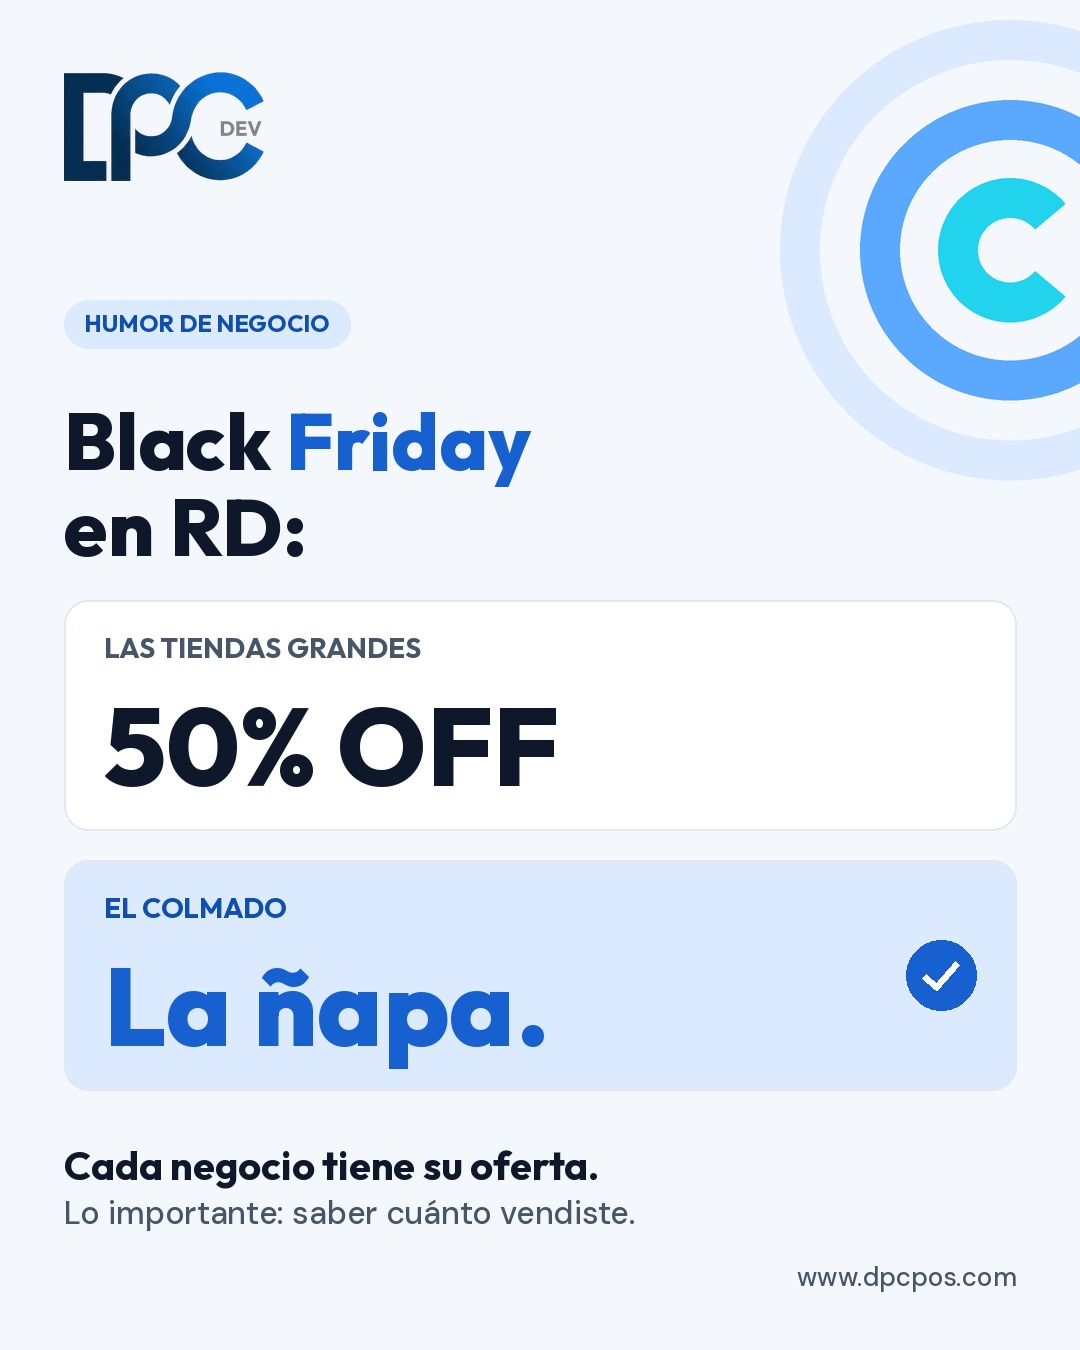 DPC
DEV
HUMOR DE NEGOCIO
Black Friday
en RD:
LAS TIENDAS GRANDES
50% OFF
EL COLMADO
La ñapa.
Cada negocio tiene su oferta.
Lo importante: saber cuánto vendiste.
www.dpcpos.com